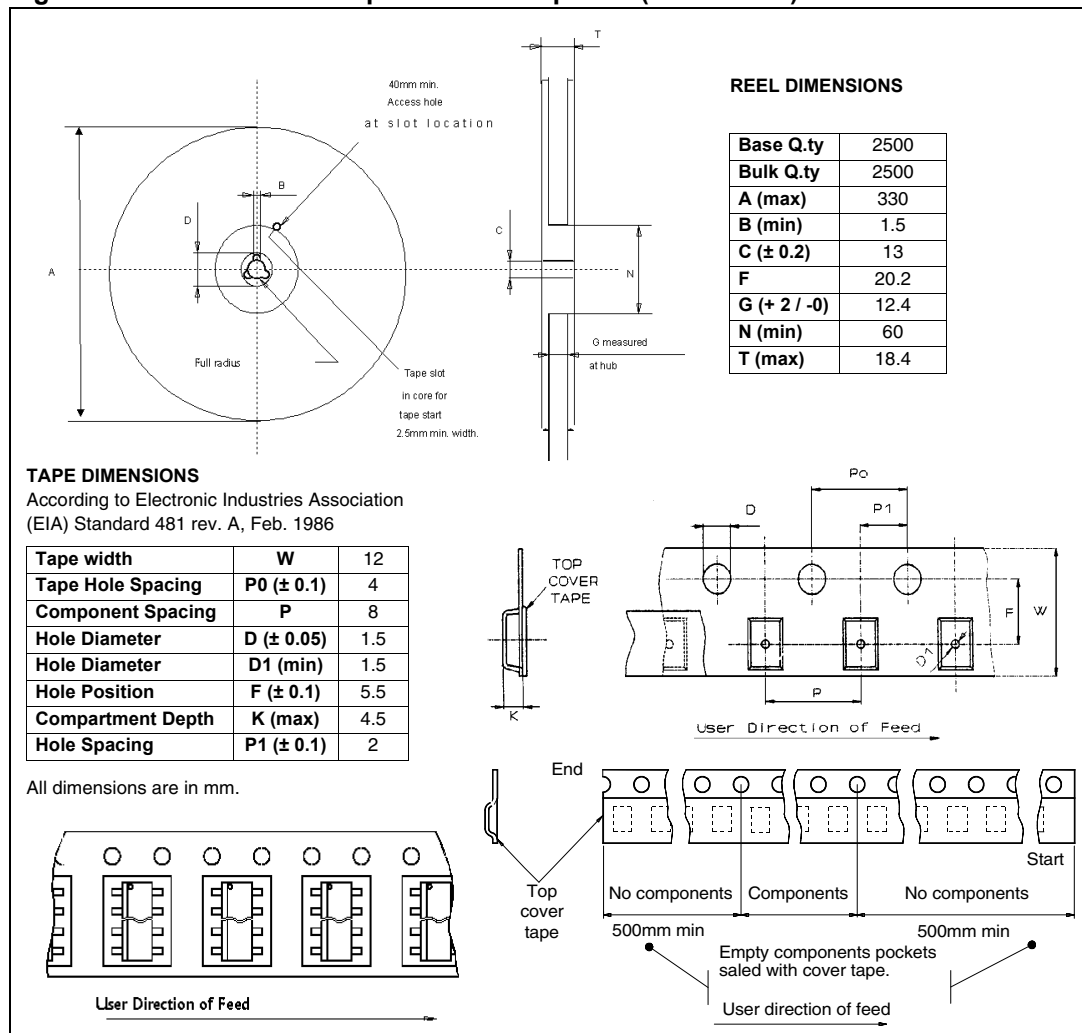 T
40mm min.
Access hole
at slot location
B
D
A
C
N
Full radius
Tape slot
in core for
tape start
2.5mm min. width.
G measured
at hub
REEL DIMENSIONS
Base Q.ty 2500
Bulk Q.ty 2500
A (max) 330
B (min) 1.5
C (± 0.2) 13
F 20.2
G (+ 2 / -0) 12.4
N (min) 60
T (max) 18.4
TAPE DIMENSIONS
According to Electronic Industries Association
(EIA) Standard 481 rev. A, Feb. 1986
Tape width W 12
Tape Hole Spacing P0 (± 0.1) 4
Component Spacing P 8
Hole Diameter D (± 0.05) 1.5
Hole Diameter D1 (min) 1.5
Hole Position F (± 0.1) 5.5
Compartment Depth K (max) 4.5
Hole Spacing P1 (± 0.1) 2
All dimensions are in mm.
Po
D
P1
TOP
COVER
TAPE
F
W
D1
K
P
User Direction of Feed
End
Start
Top
cover
tape
No components
Components
No components
500mm min
500mm min
Empty components pockets
saled with cover tape.
User direction of feed
User Direction of Feed